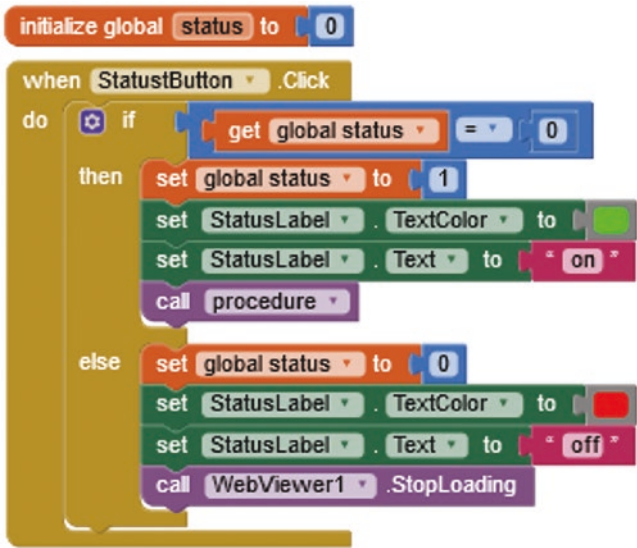 initialize global status to 0
when StatustButton .Click
do if get global status = 0
then set global status to 1
set StatusLabel . TextColor to
set StatusLabel . Text to “ on ”
call procedure
else set global status to 0
set StatusLabel . TextColor to
set StatusLabel . Text to “ off ”
call WebViewer1 .StopLoading